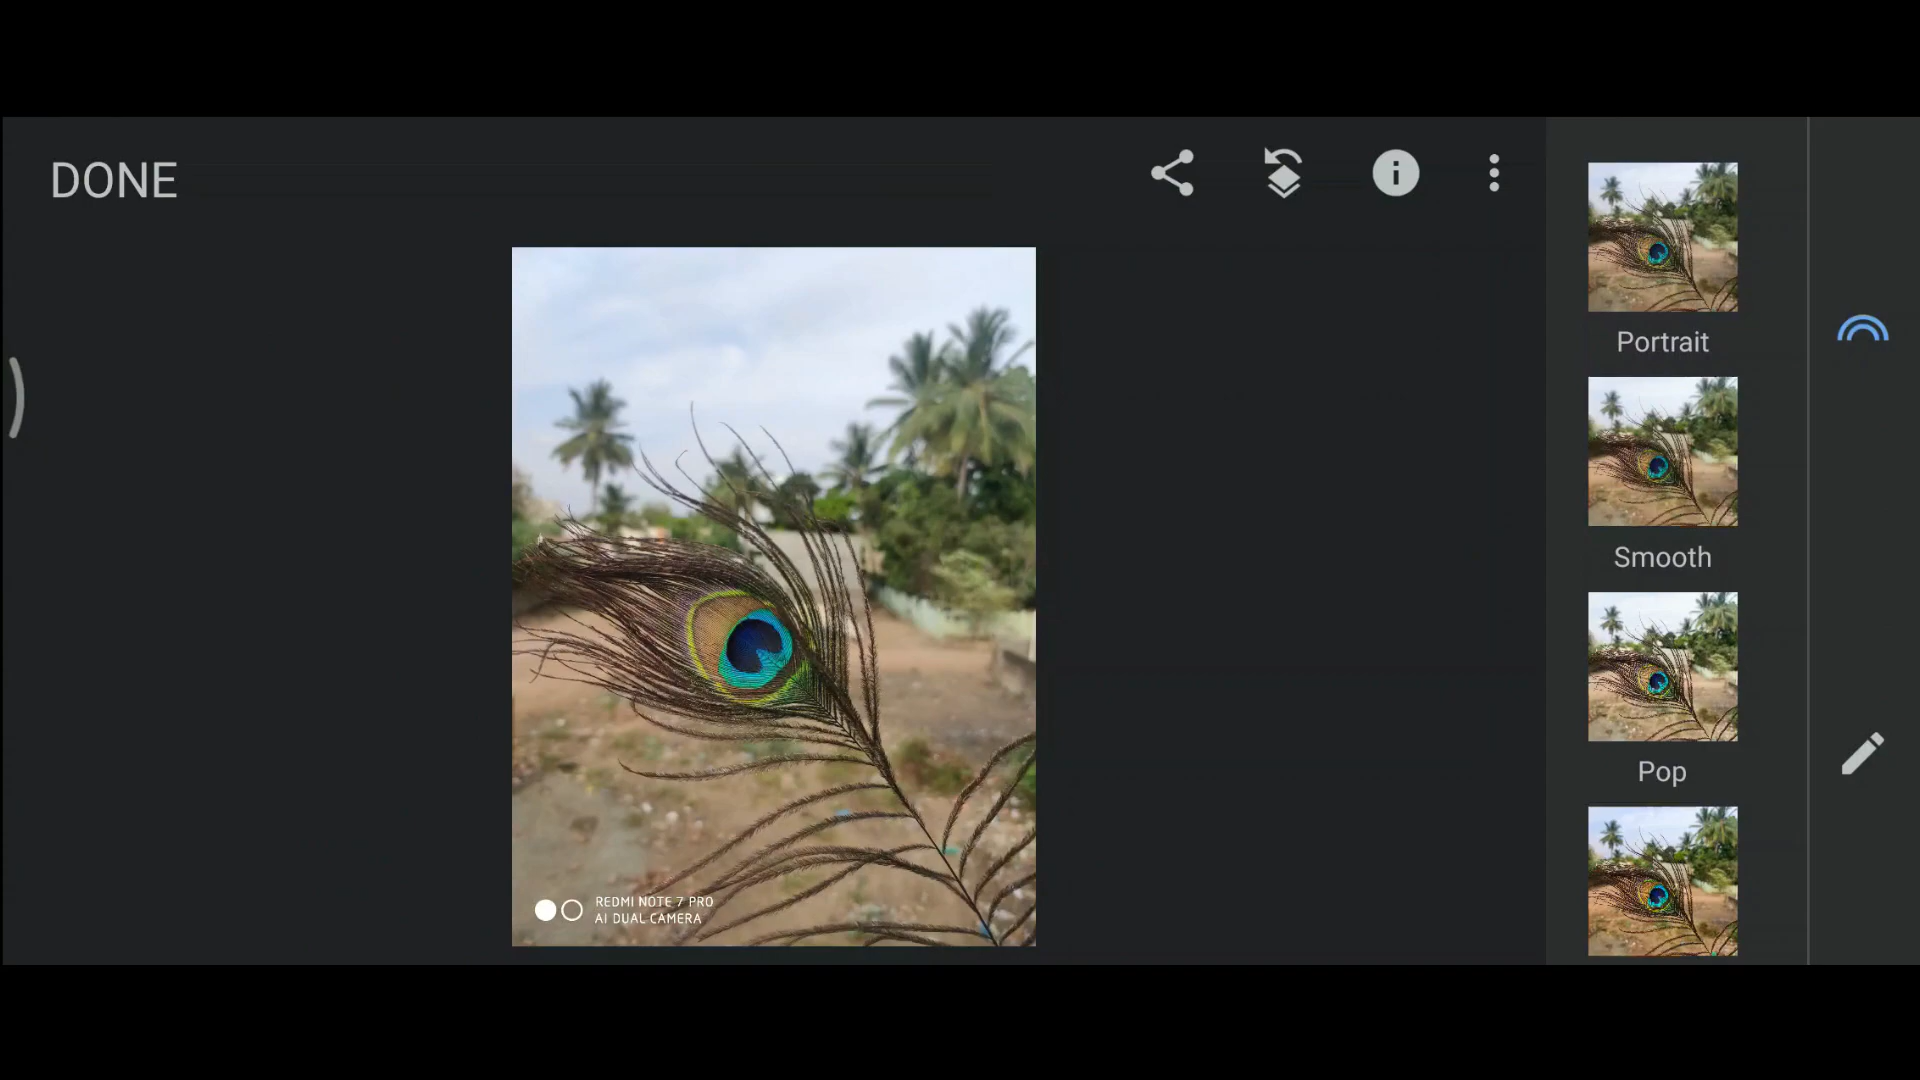 DONE
Portrait
Smooth
Pop
REDMI NOTE 7 PRO
AI DUAL CAMERA